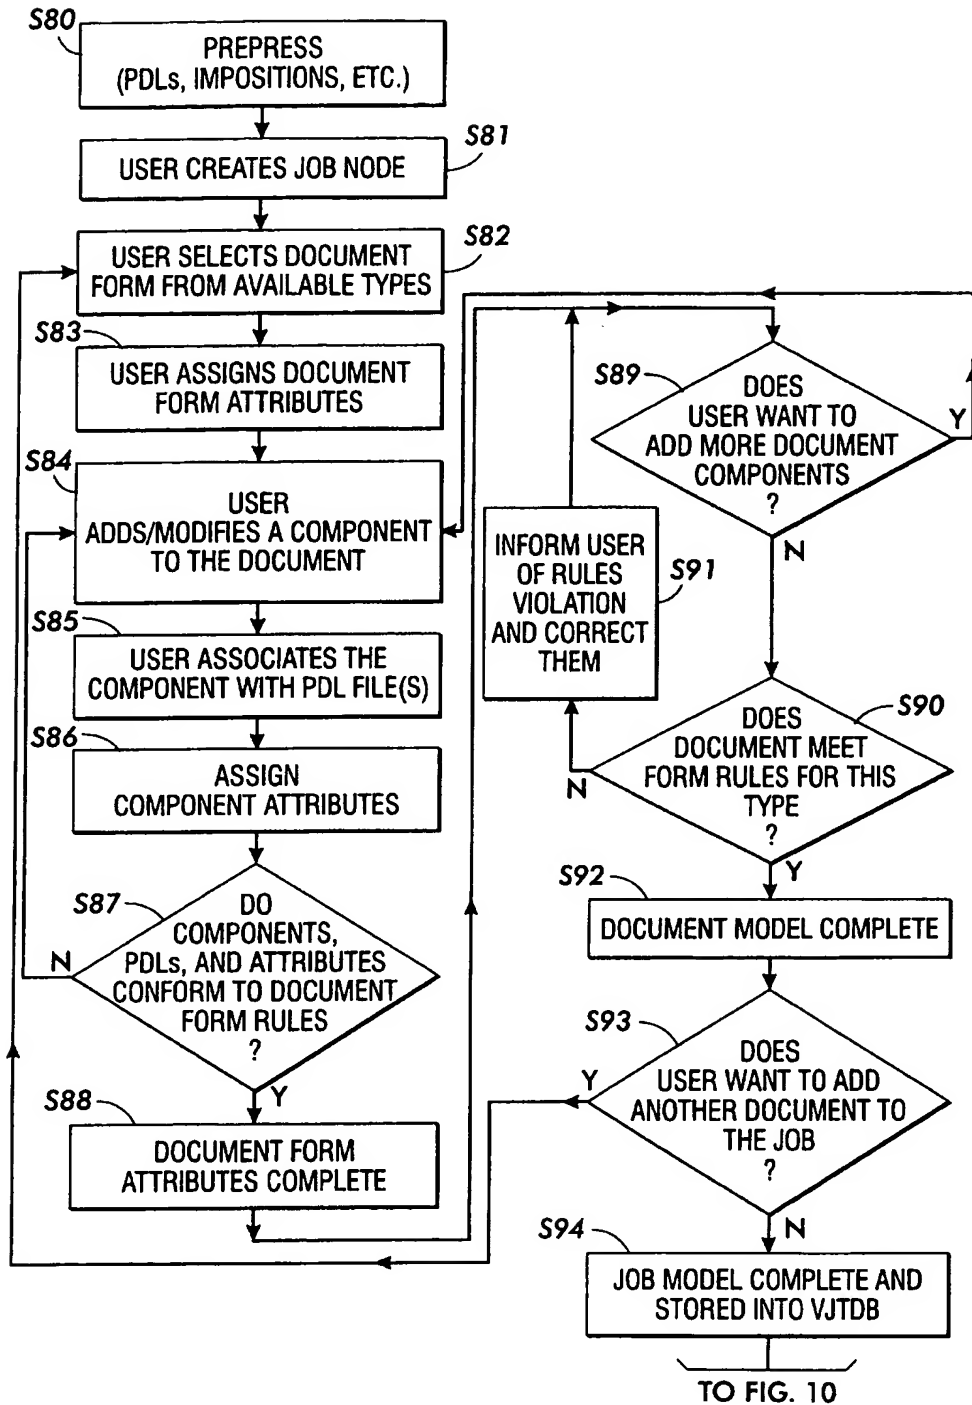 S80
PREPRESS
(PDLs, IMPOSITIONS, ETC.)
S81
USER CREATES JOB NODE
S82
USER SELECTS DOCUMENT
FORM FROM AVAILABLE TYPES
S83
USER ASSIGNS DOCUMENT
FORM ATTRIBUTES
S84
USER
ADDS/MODIFIES A COMPONENT
TO THE DOCUMENT
S85
USER ASSOCIATES THE
COMPONENT WITH PDL FILE(S)
S86
ASSIGN
COMPONENT ATTRIBUTES
S87
DO
COMPONENTS,
PDLs, AND ATTRIBUTES
CONFORM TO DOCUMENT
FORM RULES
?
N
Y
S88
DOCUMENT FORM
ATTRIBUTES COMPLETE
S89
DOES
USER WANT TO
ADD MORE DOCUMENT
COMPONENTS
?
Y
N
S90
DOES
DOCUMENT MEET
FORM RULES FOR THIS
TYPE
?
N
Y
S91
INFORM USER
OF RULES
VIOLATION
AND CORRECT
THEM
S92
DOCUMENT MODEL COMPLETE
S93
DOES
USER WANT TO ADD
ANOTHER DOCUMENT TO
THE JOB
?
Y
N
S94
JOB MODEL COMPLETE AND
STORED INTO VJTDB
TO FIG. 10